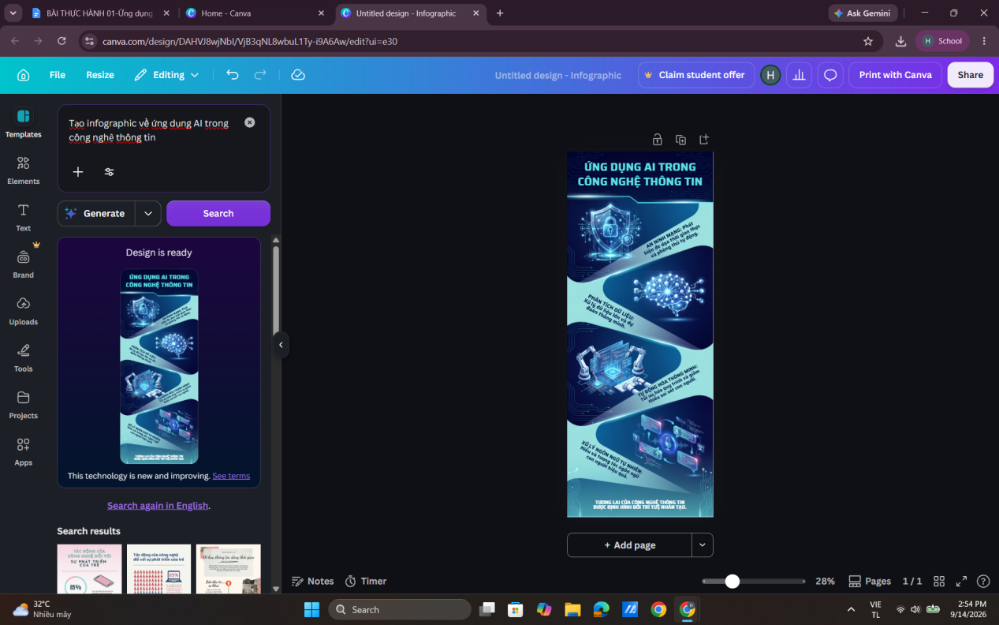 BÀI THỰC HÀNH 01-Ứng dụng
Home - Canva
Untitled design - Infographic
Ask Gemini
canva.com/design/DAHVJ8wjNbI/VjB3qNL8wbuL1Ty-i9A6Aw/edit?ui=e30
H
School
File
Resize
Editing
Untitled design - Infographic
Claim student offer
H
Print with Canva
Share
Templates
Elements
Text
Brand
Uploads
Tools
Projects
Apps
Tạo infographic về ứng dụng AI trong
công nghệ thông tin
Generate
Search
Design is ready
ỨNG DỤNG AI TRONG
CÔNG NGHỆ THÔNG TIN
This technology is new and improving. See terms
Search again in English.
Search results
TÁC ĐỘNG CỦA
CÔNG NGHỆ ĐỐI VỚI
SỰ PHÁT TRIỂN
CỦA TRẺ
85%
Tác động của công nghệ
đối với sự phát triển của trẻ
85%
ỨNG DỤNG AI TRONG
CÔNG NGHỆ THÔNG TIN
AN NINH MẠNG: Phát
hiện đe dọa thời gian thực
và phòng thủ tự động.
PHÂN TÍCH DỮ LIỆU:
Xử lý dữ liệu lớn và dự
đoán thông minh.
TỰ ĐỘNG HÓA THÔNG MINH:
Tối ưu hóa quy trình và giảm
thiểu sai sót con người.
XỬ LÝ NGÔN NGỮ TỰ NHIÊN:
Hiểu và tương tác ngôn ngữ
con người hiệu quả.
TƯƠNG LAI CỦA CÔNG NGHỆ THÔNG TIN
ĐƯỢC ĐỊNH HÌNH BỞI TRÍ TUỆ NHÂN TẠO.
+ Add page
Notes
Timer
28%
Pages
1 / 1
32°C
Nhiều mây
Search
VIE
TL
2:54 PM
9/14/2026